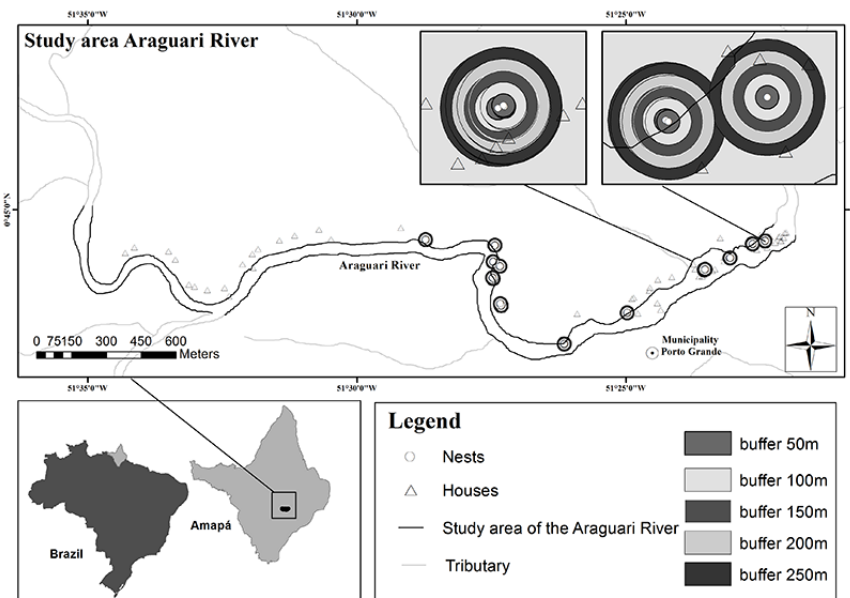 51°35'0"W
51°30'0"W
51°25'0"W
Study area Araguari River
0°45'0"N
Araguari River
0 75150 300 450 600
Meters
Municipality
Porto Grande
N
51°35'0"W
51°30'0"W
51°25'0"W
Brazil
Amapá
Legend
Nests
Houses
Study area of the Araguari River
Tributary
buffer 50m
buffer 100m
buffer 150m
buffer 200m
buffer 250m